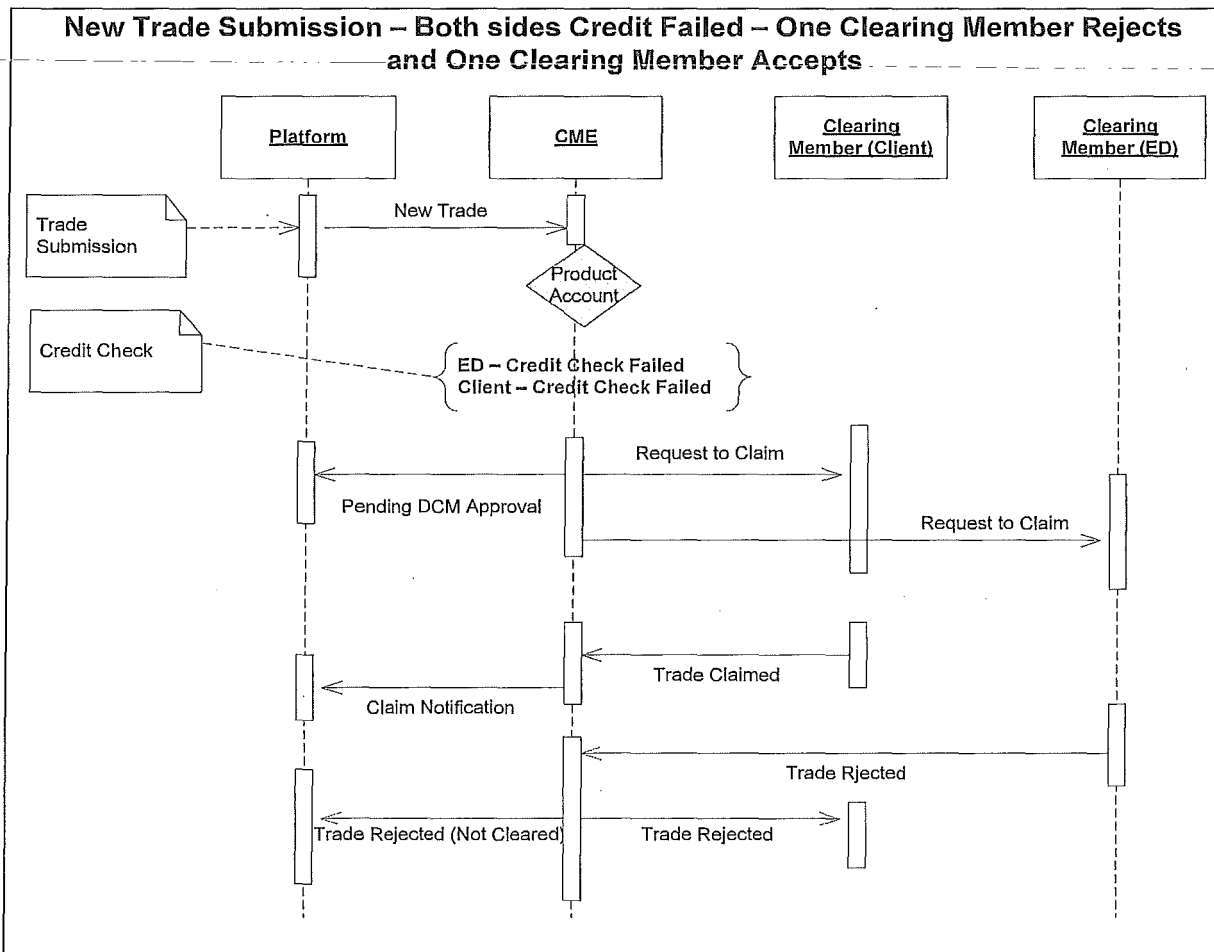 New Trade Submission – Both sides Credit Failed – One Clearing Member Rejects
and One Clearing Member Accepts
Platform
CME
Clearing
Member (Client)
Clearing
Member (ED)
Trade
Submission
New Trade
Product
Account
Credit Check
ED – Credit Check Failed
Client – Credit Check Failed
Request to Claim
Pending DCM Approval
Request to Claim
Trade Claimed
Claim Notification
Trade Rjected
Trade Rejected (Not Cleared)
Trade Rejected